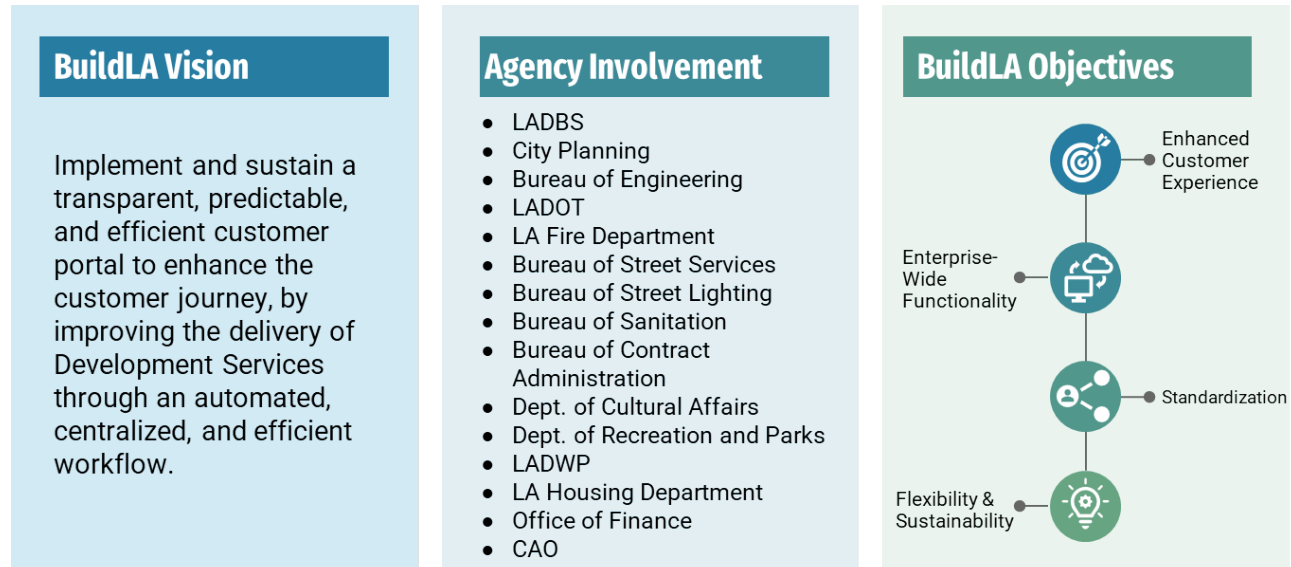 BuildLA Vision
Implement and sustain a
transparent, predictable,
and efficient customer
portal to enhance the
customer journey, by
improving the delivery of
Development Services
through an automated,
centralized, and efficient
workflow.
Agency Involvement
● LADBS
● City Planning
● Bureau of Engineering
● LADOT
● LA Fire Department
● Bureau of Street Services
● Bureau of Street Lighting
● Bureau of Sanitation
● Bureau of Contract
Administration
● Dept. of Cultural Affairs
● Dept. of Recreation and Parks
● LADWP
● LA Housing Department
● Office of Finance
● CAO
BuildLA Objectives
Enhanced
Customer
Experience
Enterprise-
Wide
Functionality
Standardization
Flexibility &
Sustainability